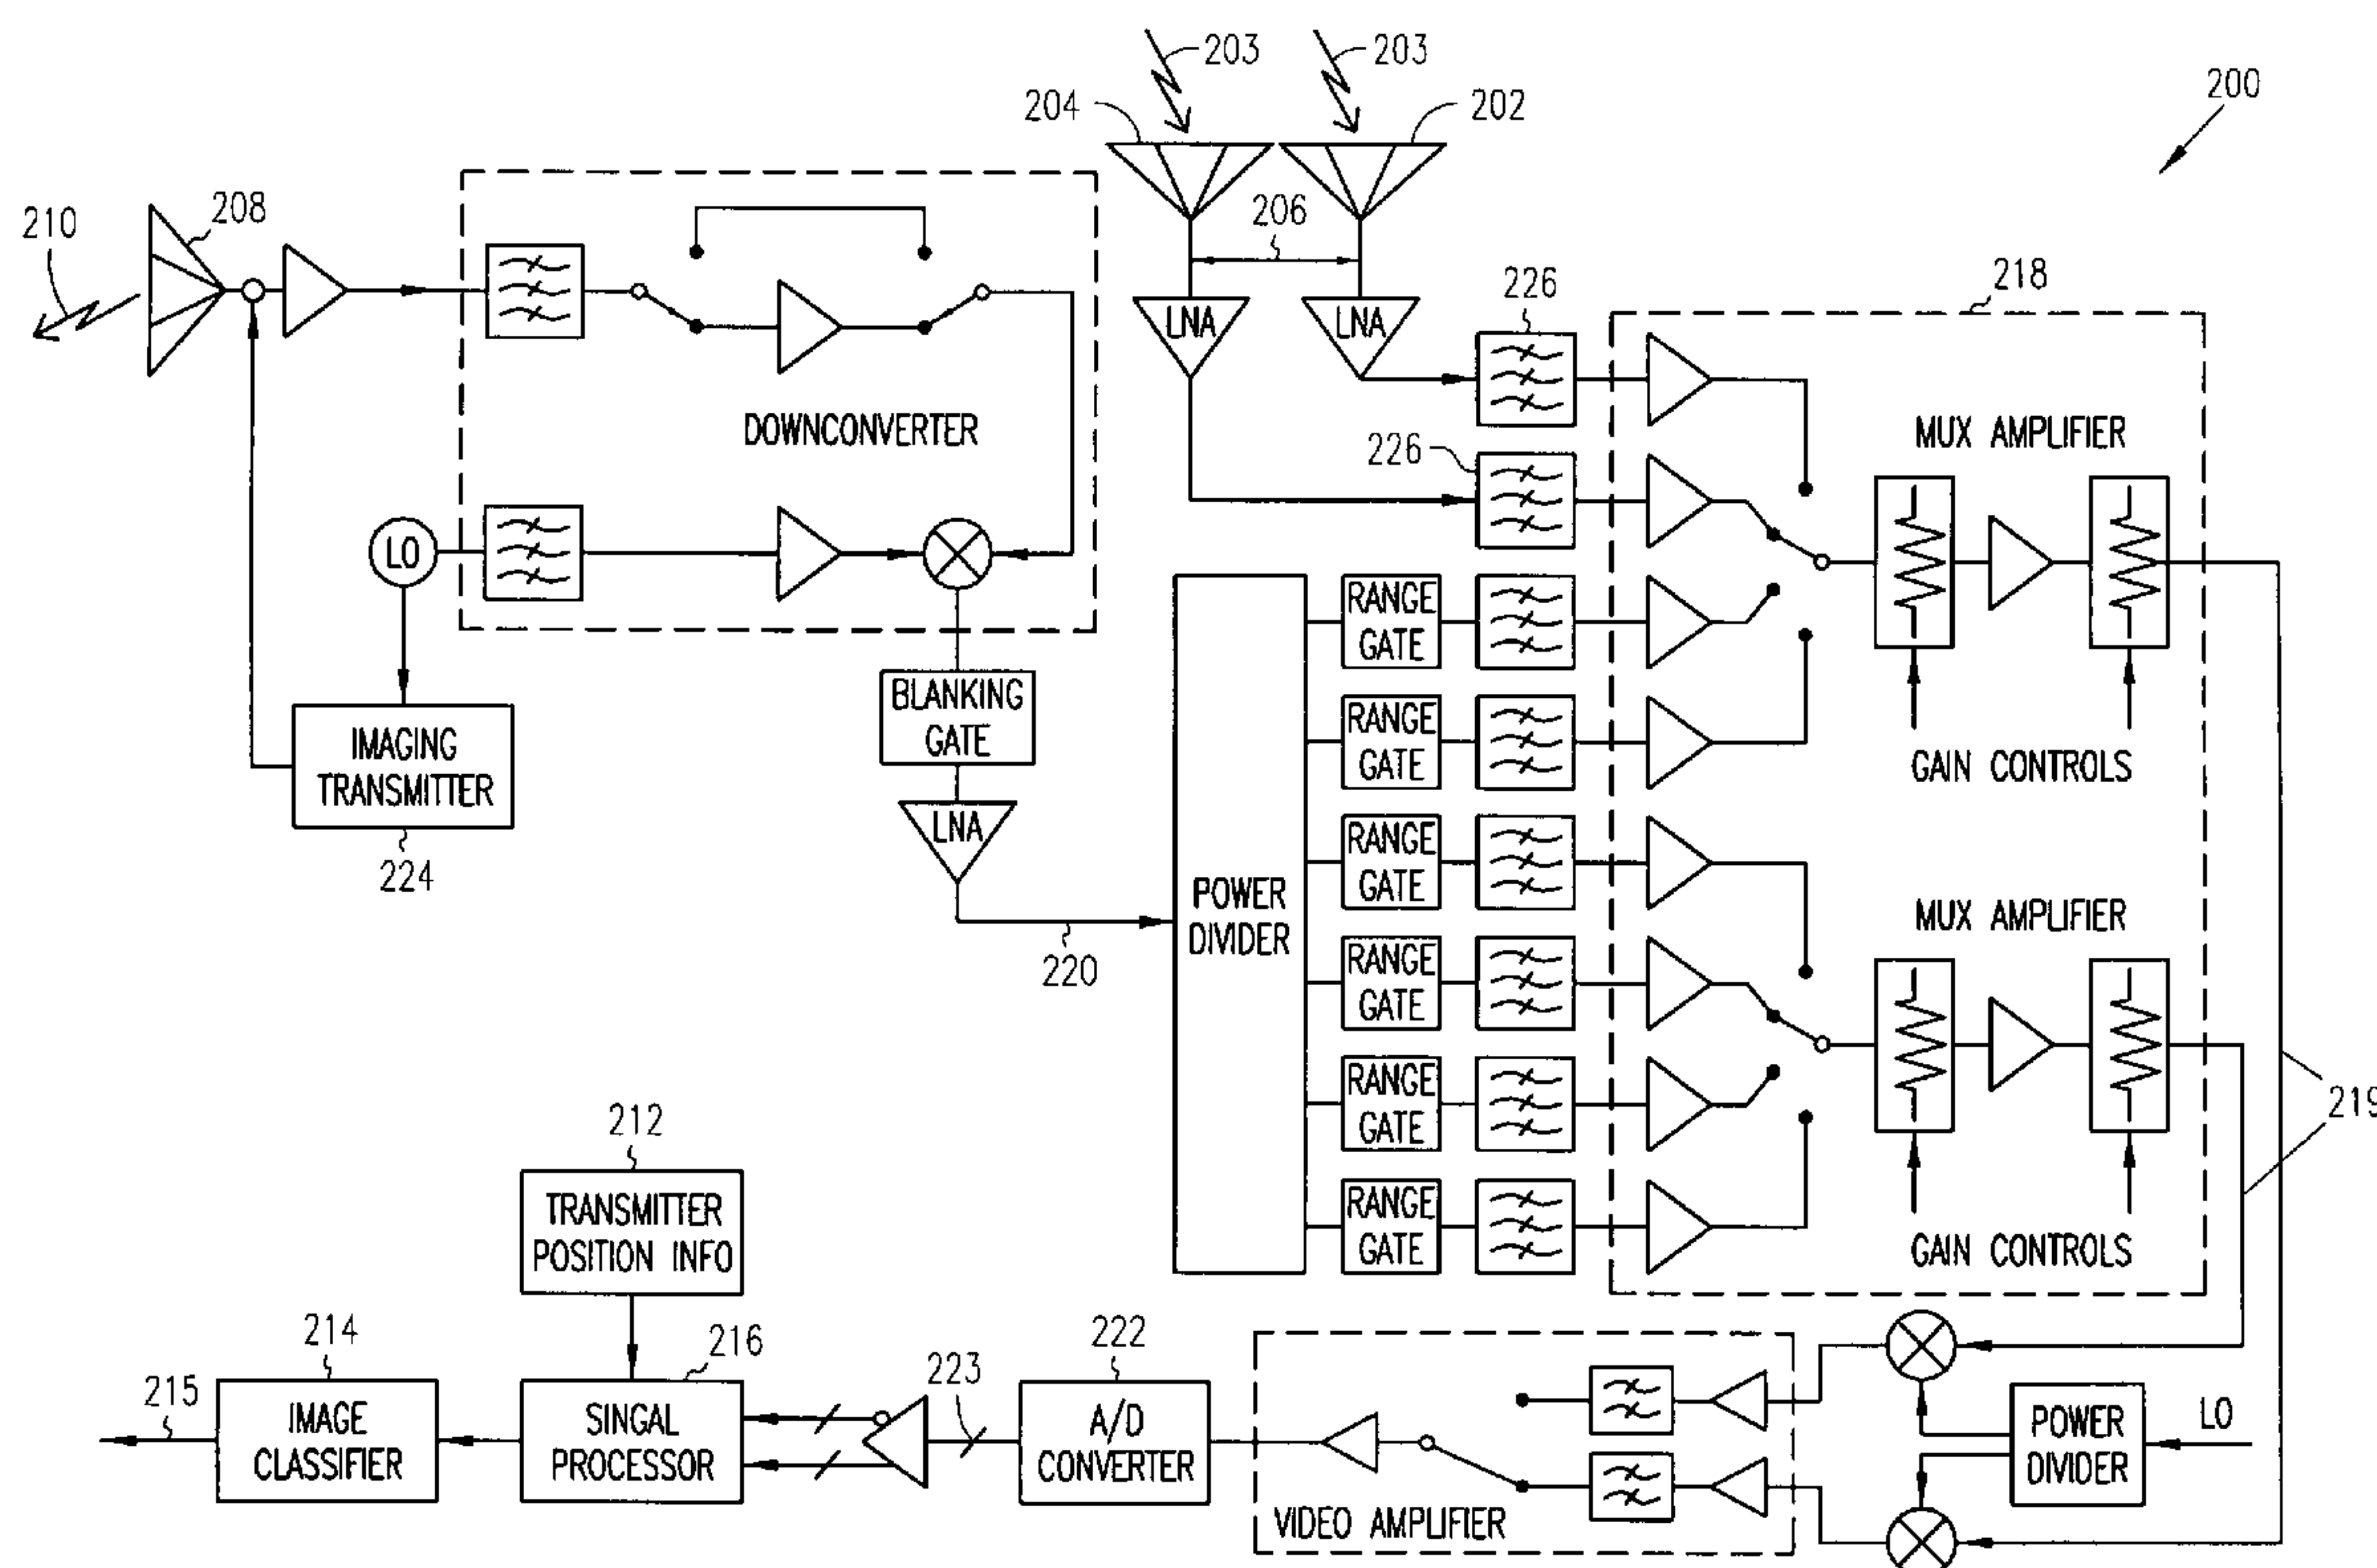 203
203
200
204
202
210
208
206
226
218
LNA
LNA
DOWNCONVERTER
226
MUX AMPLIFIER
LO
RANGE
GATE
BLANKING
GATE
RANGE
GATE
IMAGING
TRANSMITTER
GAIN CONTROLS
LNA
RANGE
GATE
224
POWER
DIVIDER
MUX AMPLIFIER
220
RANGE
GATE
RANGE
GATE
219
212
TRANSMITTER
POSITION INFO
RANGE
GATE
GAIN CONTROLS
214
216
222
223
215
IMAGE
CLASSIFIER
SINGAL
PROCESSOR
A/D
CONVERTER
POWER
DIVIDER
LO
VIDEO AMPLIFIER